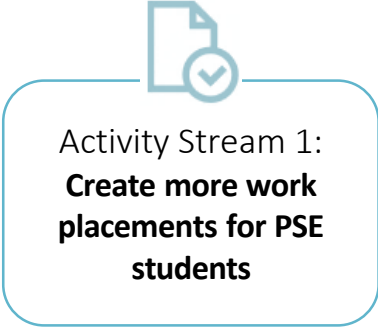 Activity Stream 1:
Create more work
placements for PSE
students